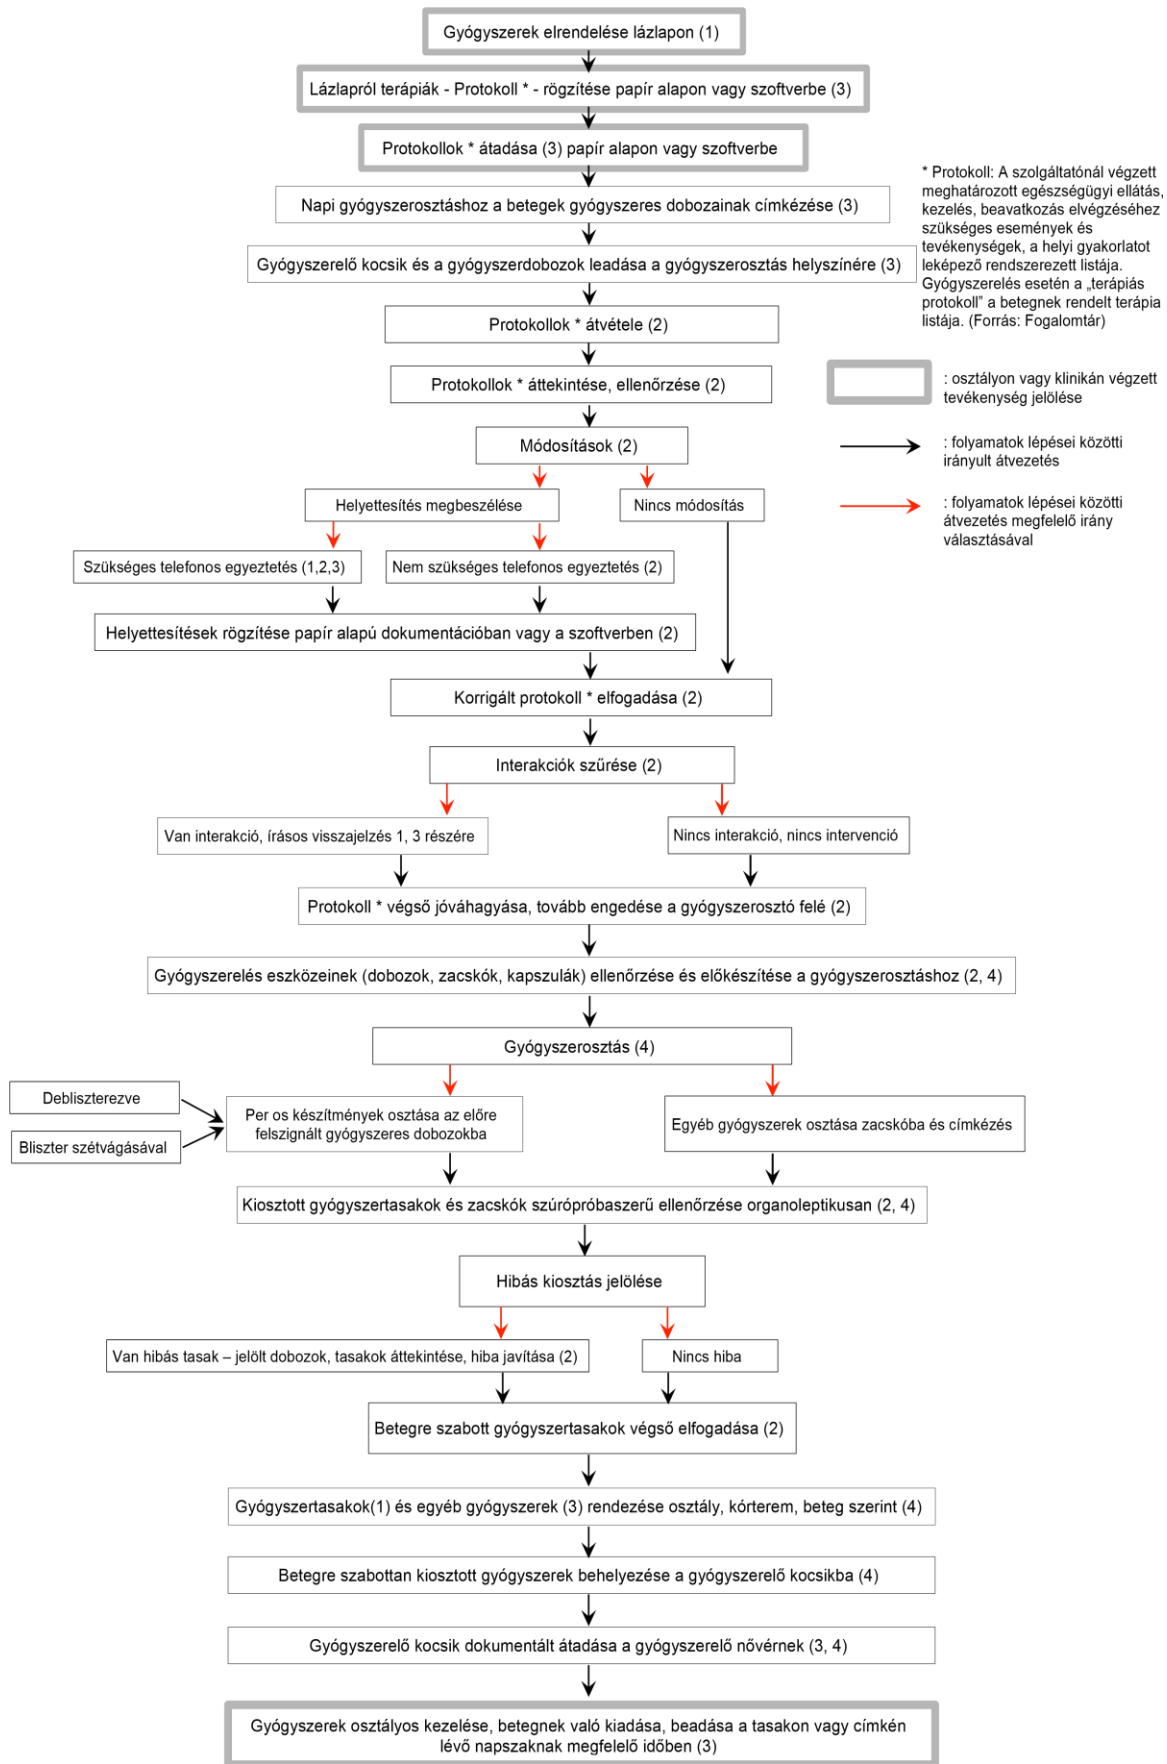 Gyógyszerek elrendelése lázlapon (1)
Lázlapról terápiák - Protokoll * - rögzítése papír alapon vagy szoftverbe (3)
Protokollok * átadása (3) papír alapon vagy szoftverbe
* Protokoll: A szolgáltatónál végzett
meghatározott egészségügyi ellátás,
kezelés, beavatkozás elvégzéséhez
szükséges események és
tevékenységek, a helyi gyakorlatot
leképező rendszerezett listája.
Gyógyszerelés esetén a „terápiás
protokoll” a betegnek rendelt terápia
listája. (Forrás: Fogalomtár)
Napi gyógyszerosztáshoz a betegek gyógyszeres dobozainak címkézése (3)
Gyógyszerelő kocsik és a gyógyszerdobozok leadása a gyógyszerosztás helyszínére (3)
Protokollok * átvétele (2)
Protokollok * áttekintése, ellenőrzése (2)
: osztályon vagy klinikán végzett
tevékenység jelölése
Módosítások (2)
: folyamatok lépései közötti
irányult átvezetés
Helyettesítés megbeszélése
Nincs módosítás
: folyamatok lépései közötti
átvezetés megfelelő irány
választásával
Szükséges telefonos egyeztetés (1,2,3)
Nem szükséges telefonos egyeztetés (2)
Helyettesítések rögzítése papír alapú dokumentációban vagy a szoftverben (2)
Korrigált protokoll * elfogadása (2)
Interakciók szűrése (2)
Van interakció, írásos visszajelzés 1, 3 részére
Nincs interakció, nincs intervenció
Protokoll * végső jóváhagyása, tovább engedése a gyógyszerosztó felé (2)
Gyógyszerelés eszközeinek (dobozok, zacskók, kapszulák) ellenőrzése és előkészítése a gyógyszerosztáshoz (2, 4)
Gyógyszerosztás (4)
Debliszterezve
Bliszter szétvágásával
Per os készítmények osztása az előre
felszignált gyógyszeres dobozokba
Egyéb gyógyszerek osztása zacskóba és címkézés
Kiosztott gyógyszertasakok és zacskók szúrópróbaszerű ellenőrzése organoleptikusan (2, 4)
Hibás kiosztás jelölése
Van hibás tasak – jelölt dobozok, tasakok áttekintése, hiba javítása (2)
Nincs hiba
Betegre szabott gyógyszertasakok végső elfogadása (2)
Gyógyszertasakok(1) és egyéb gyógyszerek (3) rendezése osztály, kórterem, beteg szerint (4)
Betegre szabottan kiosztott gyógyszerek behelyezése a gyógyszerelő kocsikba (4)
Gyógyszerelő kocsik dokumentált átadása a gyógyszerelő nővérnek (3, 4)
Gyógyszerek osztályos kezelése, betegnek való kiadása, beadása a tasakon vagy címkén
lévő napszaknak megfelelő időben (3)